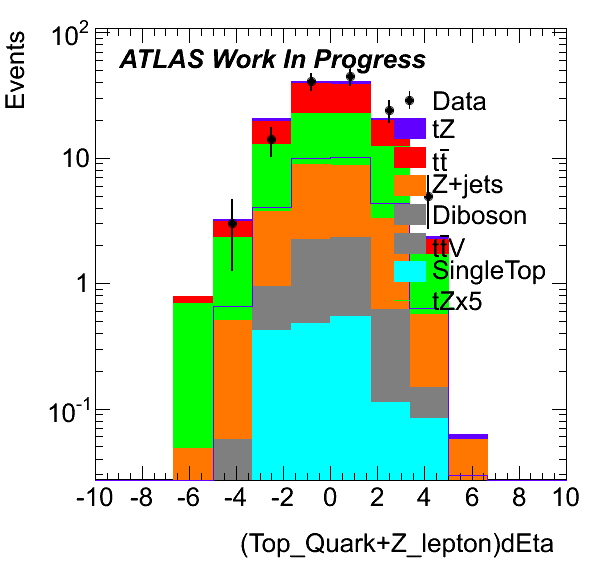 Events
10²
10
1
10⁻¹
ATLAS Work In Progress
Data
tZ
tt̄
Z+jets
Diboson
tt̄V
SingleTop
tZx5
-10 -8 -6 -4 -2 0 2 4 6 8 10
(Top_Quark+Z_lepton)dEta